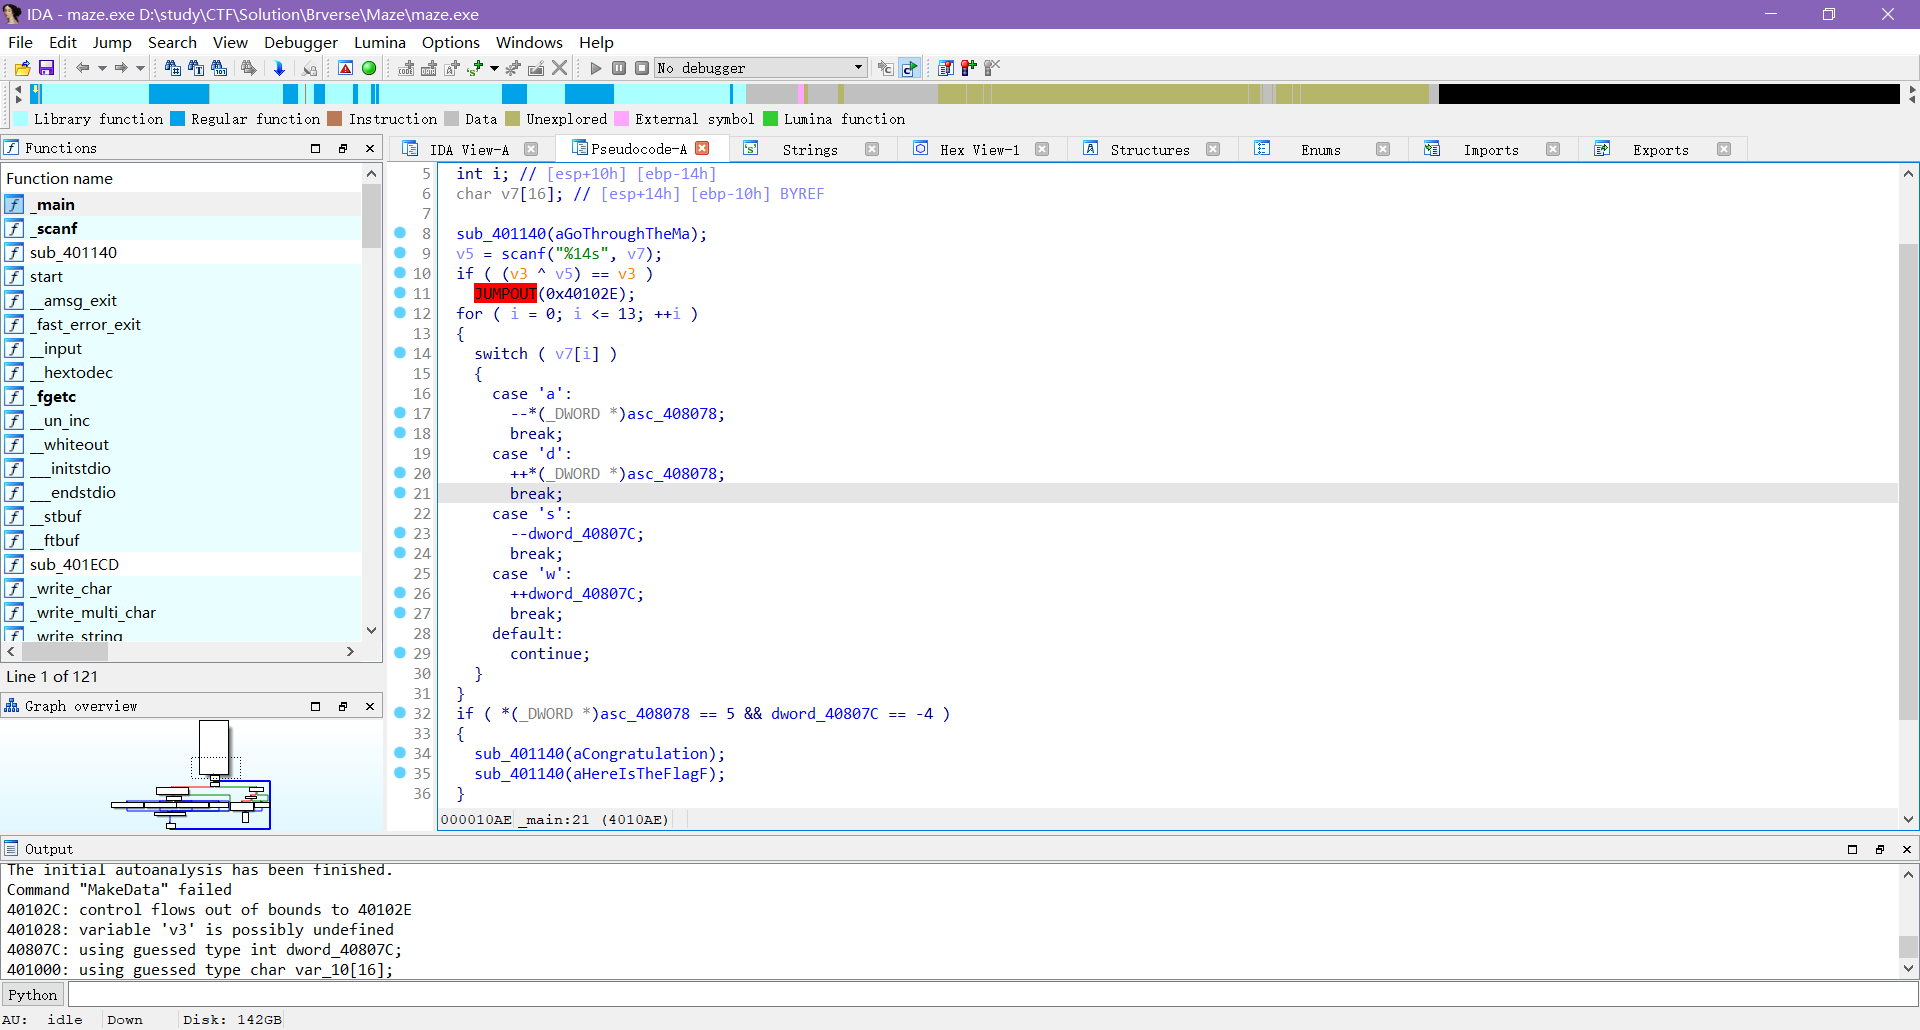 IDA - maze.exe D:\study\CTF\Solution\Brverse\Maze\maze.exe
File Edit Jump Search View Debugger Lumina Options Windows Help
No debugger
Library function Regular function Instruction Data Unexplored External symbol Lumina function
Functions
IDA View-A Pseudocode-A Strings Hex View-1 Structures Enums Imports Exports
Function name
_main
_scanf
sub_401140
start
__amsg_exit
_fast_error_exit
__input
__hextodec
_fgetc
__un_inc
__whiteout
___initstdio
___endstdio
__stbuf
__ftbuf
sub_401ECD
_write_char
_write_multi_char
_write_string
Line 1 of 121
Graph overview
5 int i; // [esp+10h] [ebp-14h]
6 char v7[16]; // [esp+14h] [ebp-10h] BYREF
7
8 sub_401140(aGoThroughTheMa);
9 v5 = scanf("%14s", v7);
10 if ( (v3 ^ v5) == v3 )
11 JUMPOUT(0x40102E);
12 for ( i = 0; i <= 13; ++i )
13 {
14 switch ( v7[i] )
15 {
16 case 'a':
17 --*(_DWORD *)asc_408078;
18 break;
19 case 'd':
20 ++*(_DWORD *)asc_408078;
21 break;
22 case 's':
23 --dword_40807C;
24 break;
25 case 'w':
26 ++dword_40807C;
27 break;
28 default:
29 continue;
30 }
31 }
32 if ( *(_DWORD *)asc_408078 == 5 && dword_40807C == -4 )
33 {
34 sub_401140(aCongratulation);
35 sub_401140(aHereIsTheFlagF);
36 }
000010AE _main:21 (4010AE)
Output
The initial autoanalysis has been finished.
Command "MakeData" failed
40102C: control flows out of bounds to 40102E
401028: variable 'v3' is possibly undefined
40807C: using guessed type int dword_40807C;
401000: using guessed type char var_10[16];
Python
AU: idle Down Disk: 142GB